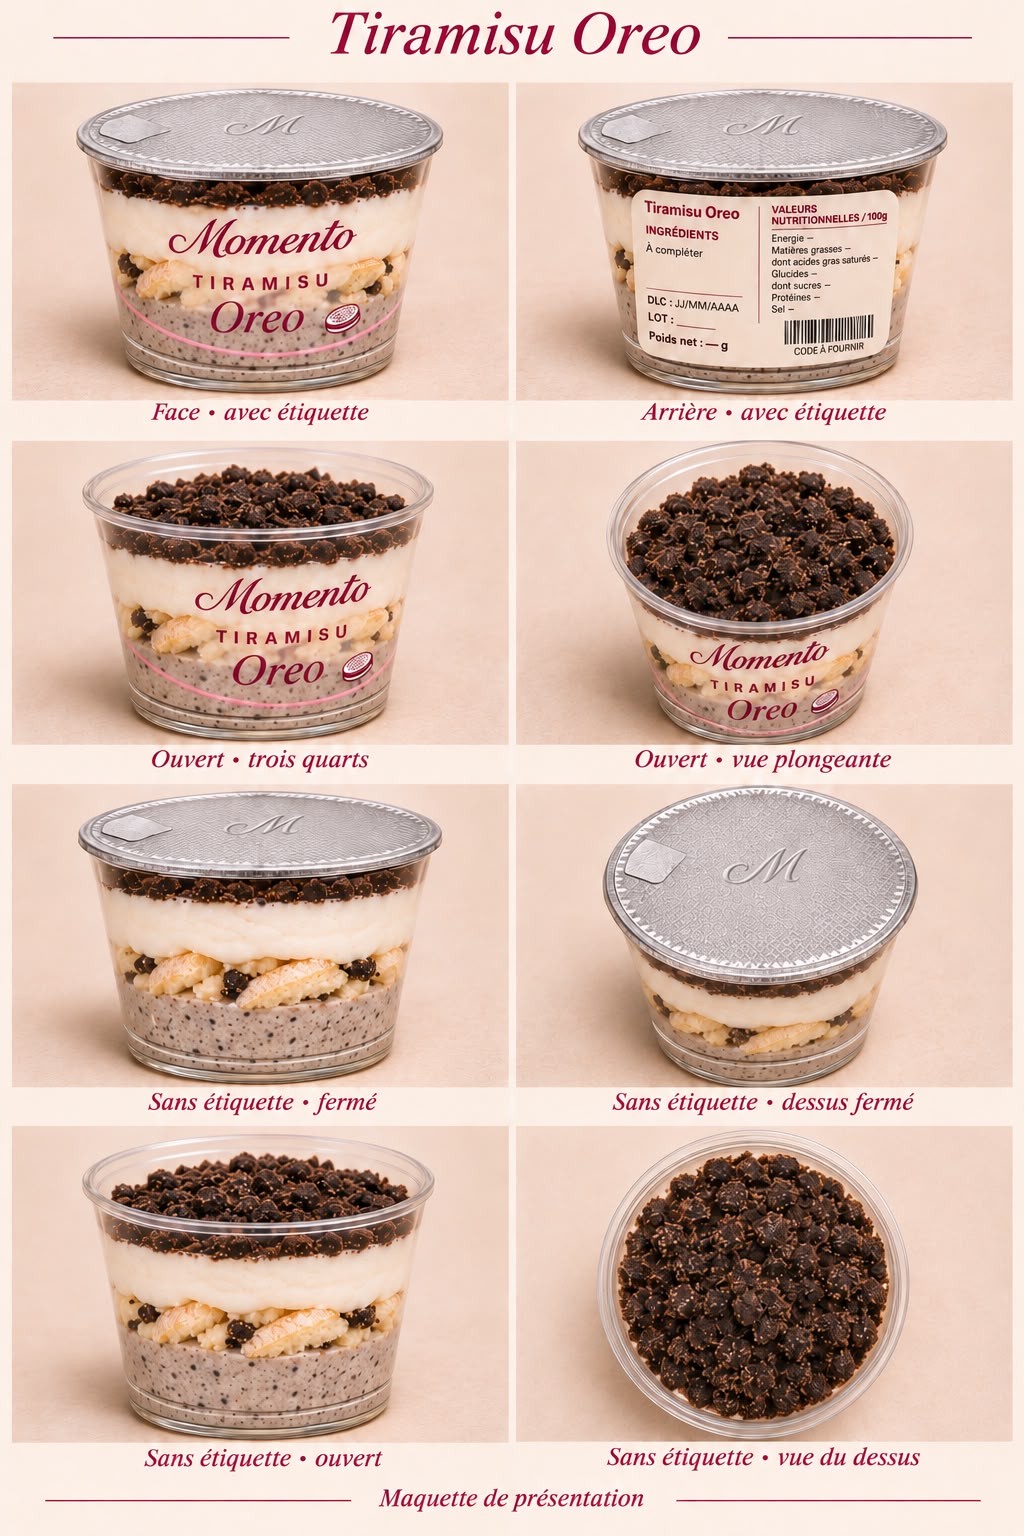 Tiramisu Oreo
M
Momento
TIRAMISU
Oreo
Face • avec étiquette
M
Tiramisu Oreo
INGRÉDIENTS
À compléter
DLC : JJ/MM/AAAA
LOT : ______
Poids net : — g
VALEURS
NUTRITIONNELLES / 100g
Energie –
Matières grasses –
dont acides gras saturés –
Glucides –
dont sucres –
Protéines –
Sel –
CODE À FOURNIR
Arrière • avec étiquette
Momento
TIRAMISU
Oreo
Ouvert • trois quarts
Momento
TIRAMISU
Oreo
Ouvert • vue plongeante
M
Sans étiquette • fermé
M
Sans étiquette • dessus fermé
Sans étiquette • ouvert
Sans étiquette • vue du dessus
Maquette de présentation